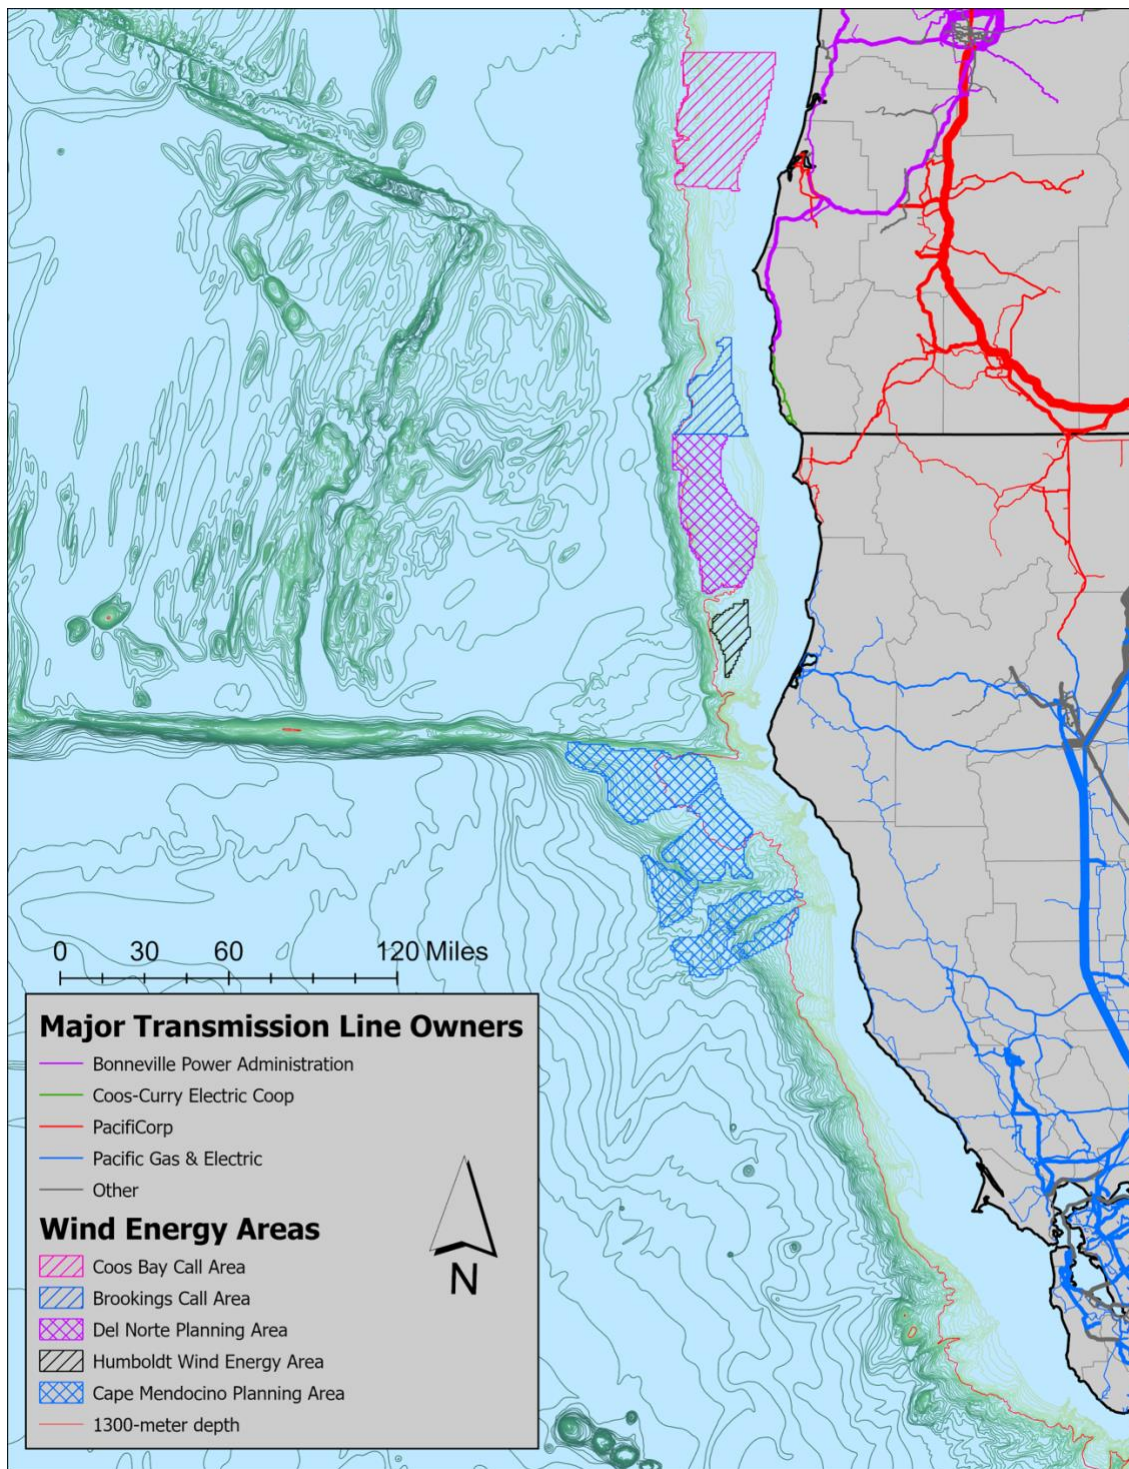 0 30 60 120 Miles
Major Transmission Line Owners
Bonneville Power Administration
Coos-Curry Electric Coop
PacifiCorp
Pacific Gas & Electric
Other
Wind Energy Areas
Coos Bay Call Area
Brookings Call Area
Del Norte Planning Area
Humboldt Wind Energy Area
Cape Mendocino Planning Area
1300-meter depth
N